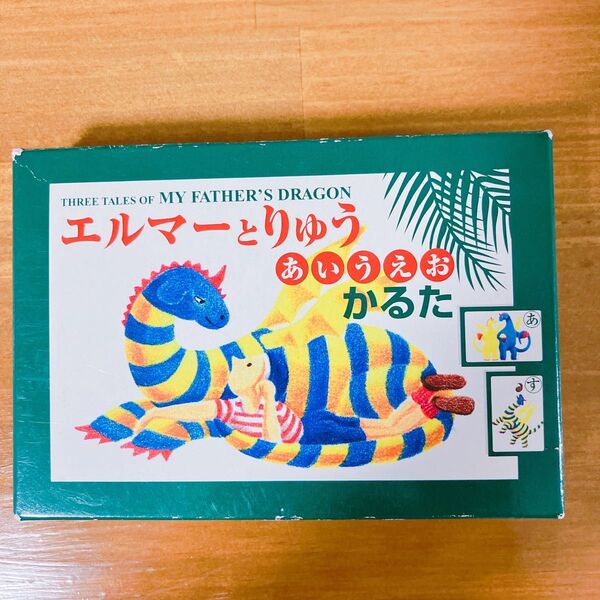 THREE TALES OF MY FATHER'S DRAGON
エルマーとりゅう
あいうえお
かるた
あ
す